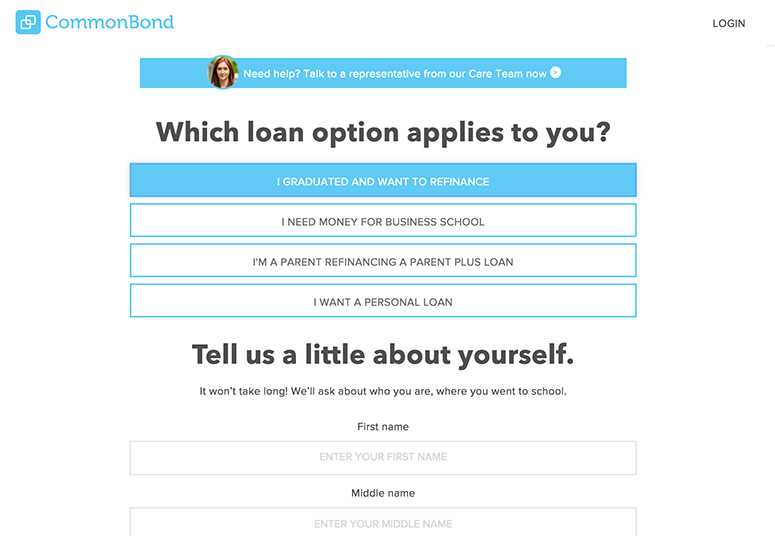 CommonBond
LOGIN
Need help? Talk to a representative from our Care Team now
Which loan option applies to you?
I GRADUATED AND WANT TO REFINANCE
I NEED MONEY FOR BUSINESS SCHOOL
I'M A PARENT REFINANCING A PARENT PLUS LOAN
I WANT A PERSONAL LOAN
Tell us a little about yourself.
It won't take long! We'll ask about who you are, where you went to school.
First name
ENTER YOUR FIRST NAME
Middle name
ENTER YOUR MIDDLE NAME